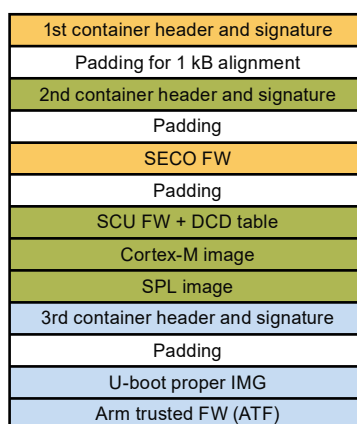 1st container header and signature
Padding for 1 kB alignment
2nd container header and signature
Padding
SECO FW
Padding
SCU FW + DCD table
Cortex-M image
SPL image
3rd container header and signature
Padding
U-boot proper IMG
Arm trusted FW (ATF)